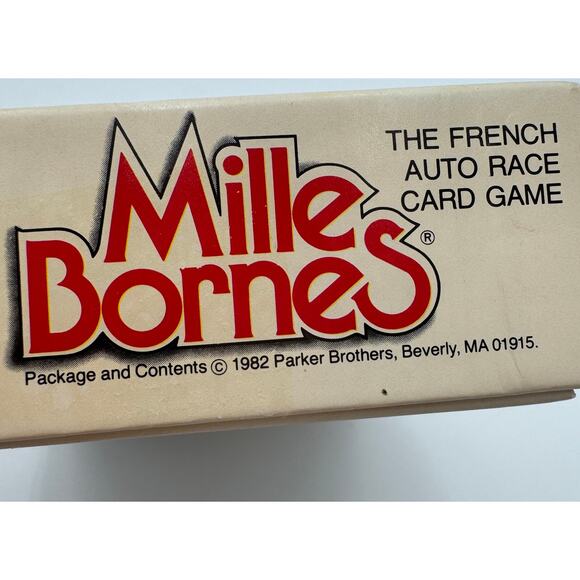 Mille
Bornes®
THE FRENCH
AUTO RACE
CARD GAME
Package and Contents © 1982 Parker Brothers, Beverly, MA 01915.